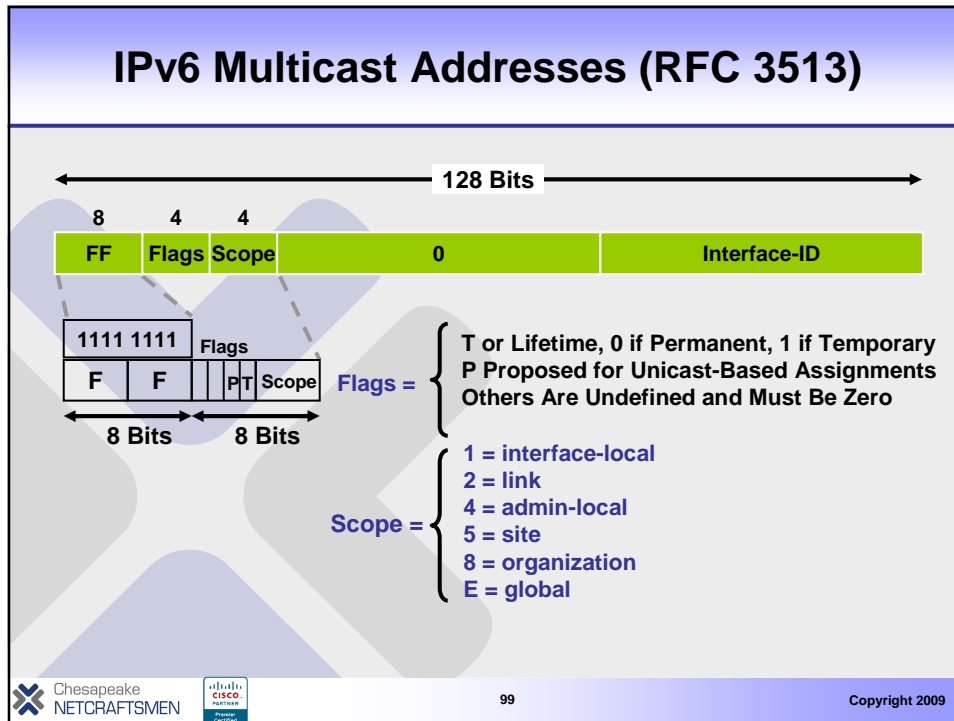 IPv6 Multicast Addresses (RFC 3513)
128 Bits
8 4 4
FF Flags Scope 0 Interface-ID
1111 1111 Flags
F F P T Scope
8 Bits 8 Bits
Flags =
T or Lifetime, 0 if Permanent, 1 if Temporary
P Proposed for Unicast-Based Assignments
Others Are Undefined and Must Be Zero
Scope =
1 = interface-local
2 = link
4 = admin-local
5 = site
8 = organization
E = global
Chesapeake
NETCRAFTSMEN
CISCO
PARTNER
Premier
Certified
99
Copyright 2009